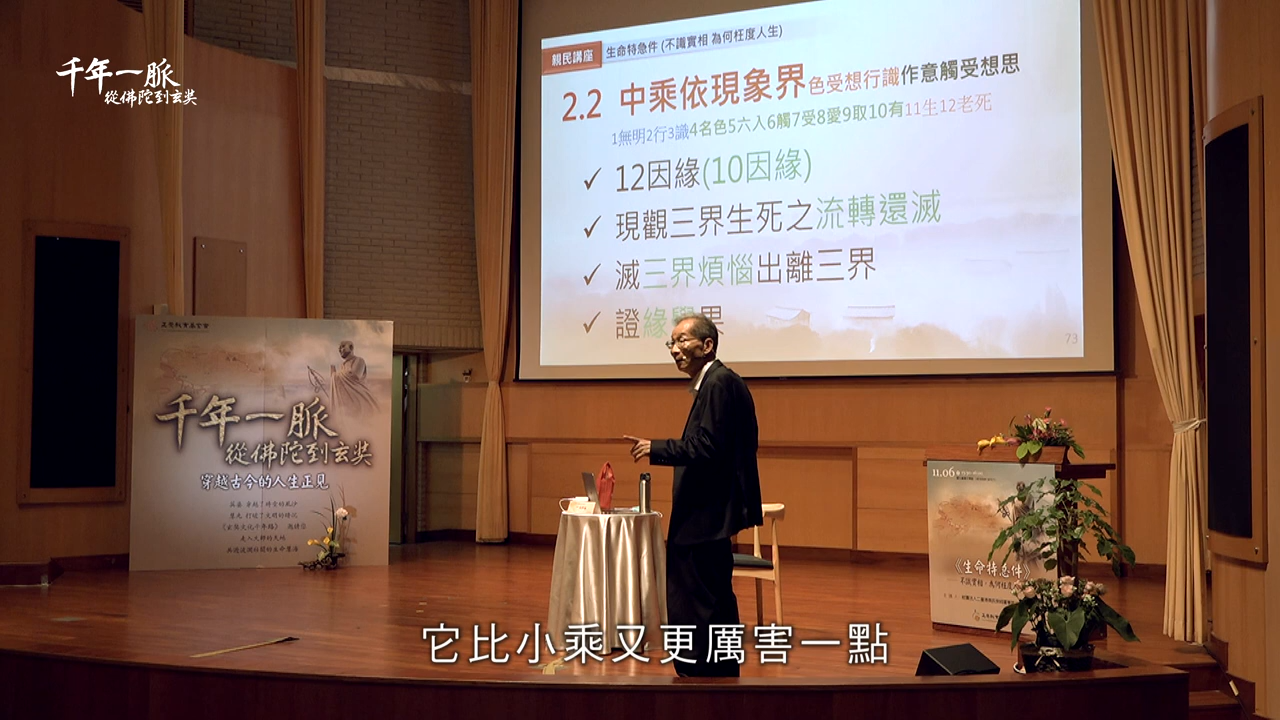 千年一脈
從佛陀到玄奘
親民講座 生命特急件 (不識實相 為何枉度人生)
2.2 中乘依現象界色受想行識作意觸受想思
1無明2行3識4名色5六入6觸7受8愛9取10有11生12老死
✓ 12因緣(10因緣)
✓ 現觀三界生死之流轉還滅
✓ 滅三界煩惱出離三界
✓ 證緣覺果
73
正覺教育基金會
千年一脈
從佛陀到玄奘
穿越古今的人生正見
11.06
《生命特急件》
它比小乘又更厲害一點